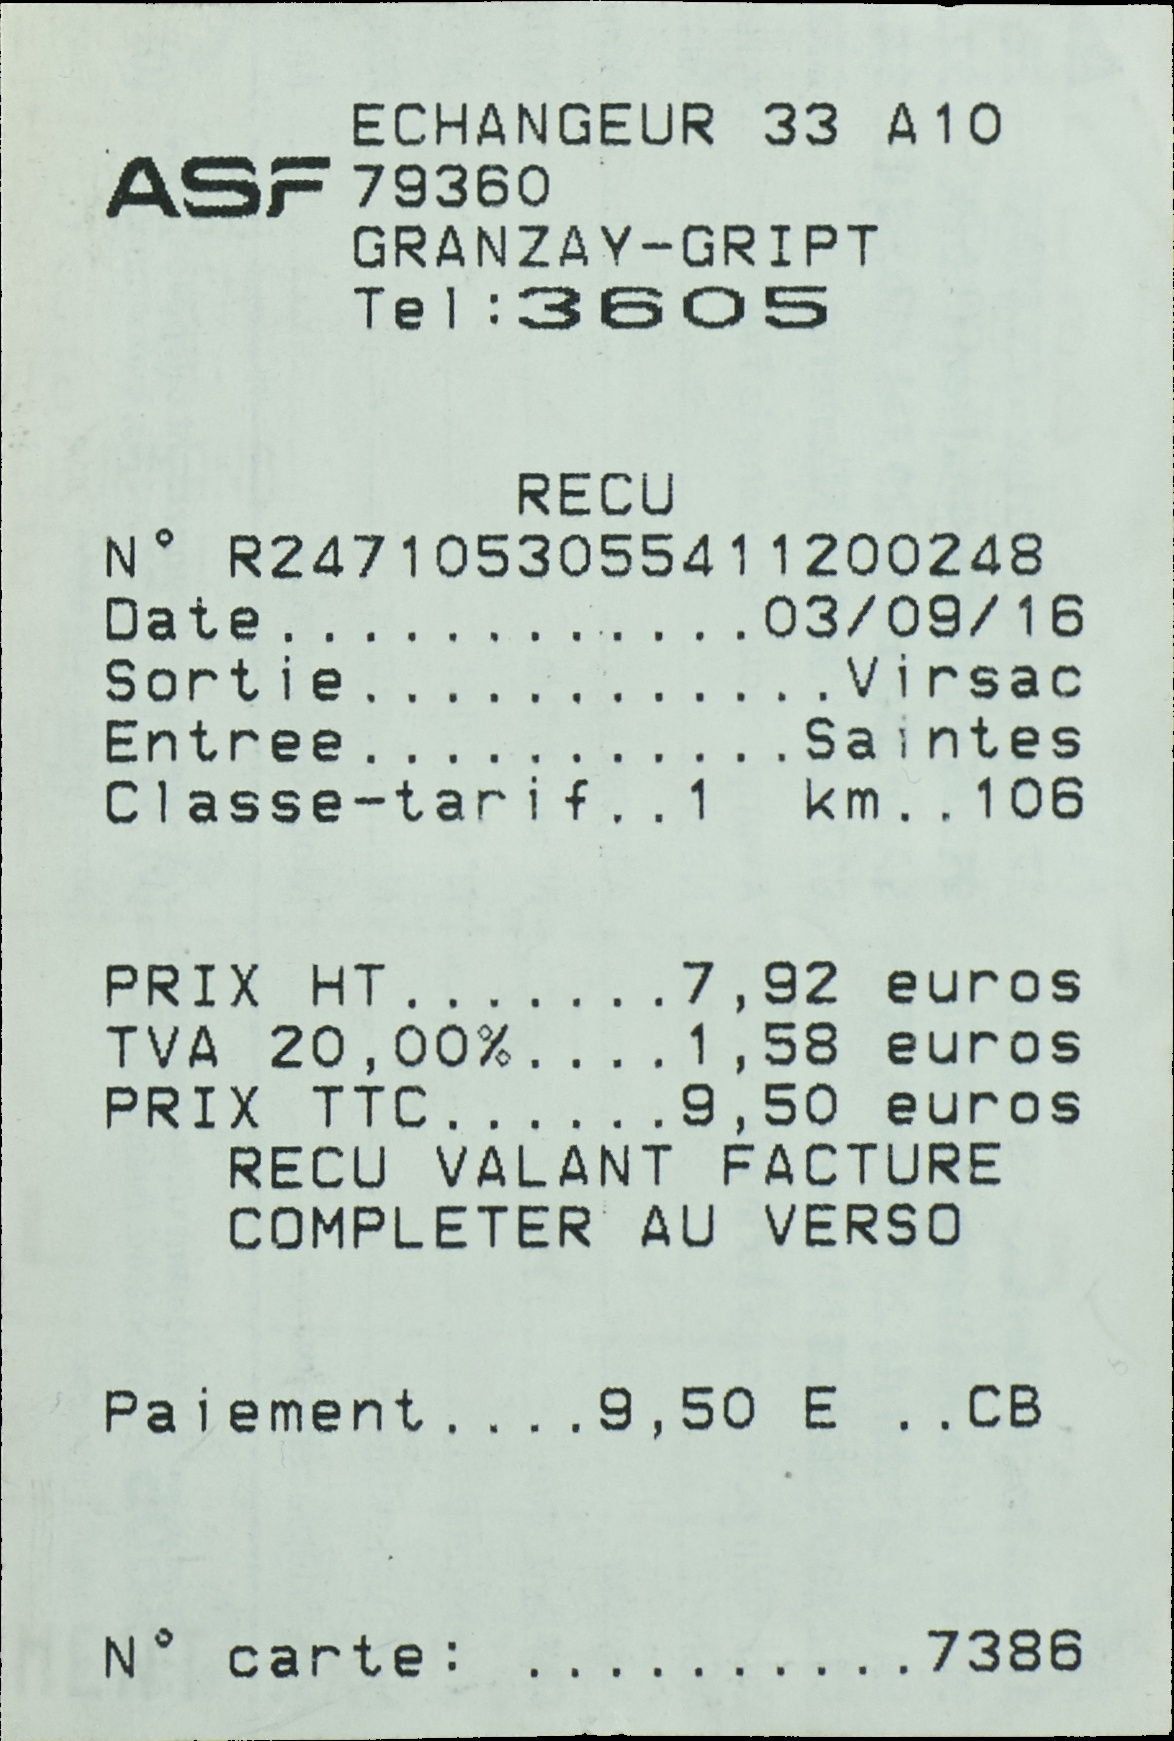 ECHANGEUR 33 A10
ASF 79360
GRANZAY-GRIPT
Tel:3605
RECU
N° R2471053055411200248
Date............03/09/16
Sortie............Virsac
Entree...........Saintes
Classe-tarif..1 km..106
PRIX HT.......7,92 euros
TVA 20,00%....1,58 euros
PRIX TTC......9,50 euros
RECU VALANT FACTURE
COMPLETER AU VERSO
Paiement....9,50 E ..CB
N° carte: ..........7386